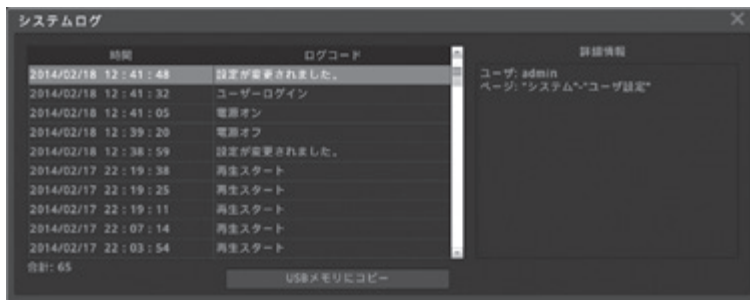 システムログ
時間 ログコード
2014/02/18 12：41：48 設定が変更されました。
2014/02/18 12：41：32 ユーザーログイン
2014/02/18 12：41：05 電源オン
2014/02/18 12：39：20 電源オフ
2014/02/18 12：38：59 設定が変更されました。
2014/02/17 22：19：38 再生スタート
2014/02/17 22：19：25 再生スタート
2014/02/17 22：19：11 再生スタート
2014/02/17 22：07：14 再生スタート
2014/02/17 22：03：54 再生スタート
合計: 65
USBメモリにコピー
詳細情報
ユーザ: admin
ページ: "システム"-"ユーザ設定"